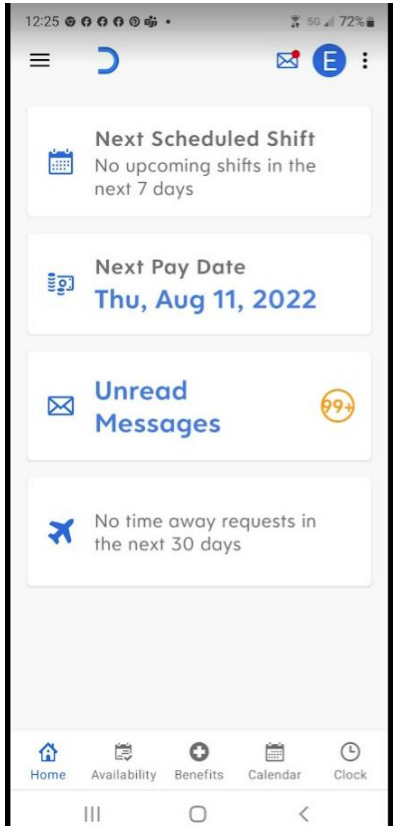 12:25 5G 72%
E
Next Scheduled Shift
No upcoming shifts in the
next 7 days
Next Pay Date
Thu, Aug 11, 2022
Unread
Messages
99+
No time away requests in
the next 30 days
Home Availability Benefits Calendar Clock